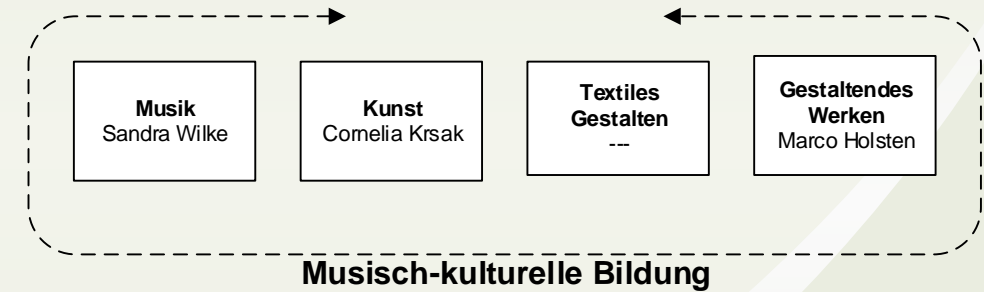 Musik
Sandra Wilke
Kunst
Cornelia Krsak
Textiles
Gestalten
---
Gestaltendes
Werken
Marco Holsten
Musisch-kulturelle Bildung